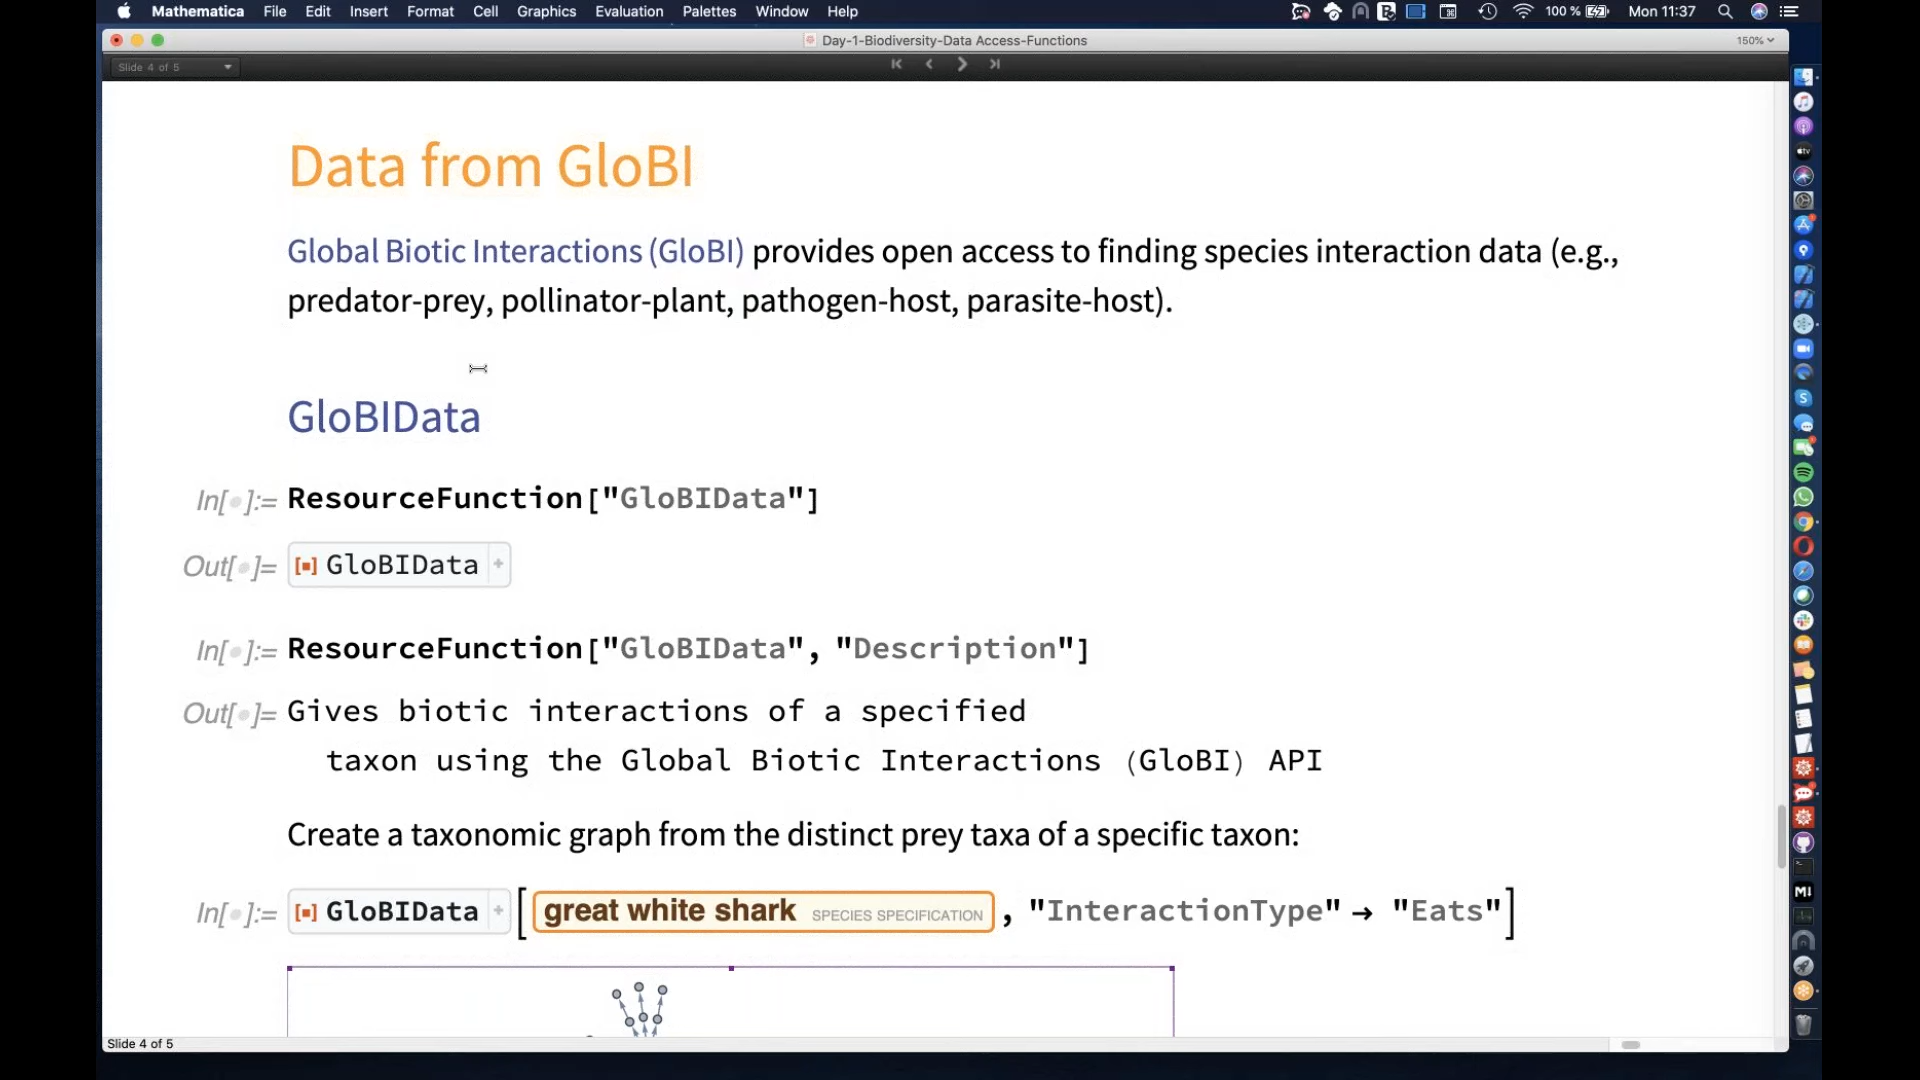 Mathematica File Edit Insert Format Cell Graphics Evaluation Palettes Window Help 100 % Mon 11:37
Day-1-Biodiversity-Data Access-Functions 150%
Slide 4 of 5
Data from GloBI
Global Biotic Interactions (GloBI) provides open access to finding species interaction data (e.g.,
predator-prey, pollinator-plant, pathogen-host, parasite-host).
GloBIData
In[ ]:= ResourceFunction["GloBIData"]
Out[ ]= [■] GloBIData +
In[ ]:= ResourceFunction["GloBIData", "Description"]
Out[ ]= Gives biotic interactions of a specified
taxon using the Global Biotic Interactions (GloBI) API
Create a taxonomic graph from the distinct prey taxa of a specific taxon:
In[ ]:= [■] GloBIData + [great white shark SPECIES SPECIFICATION , "InteractionType" → "Eats"]
Slide 4 of 5